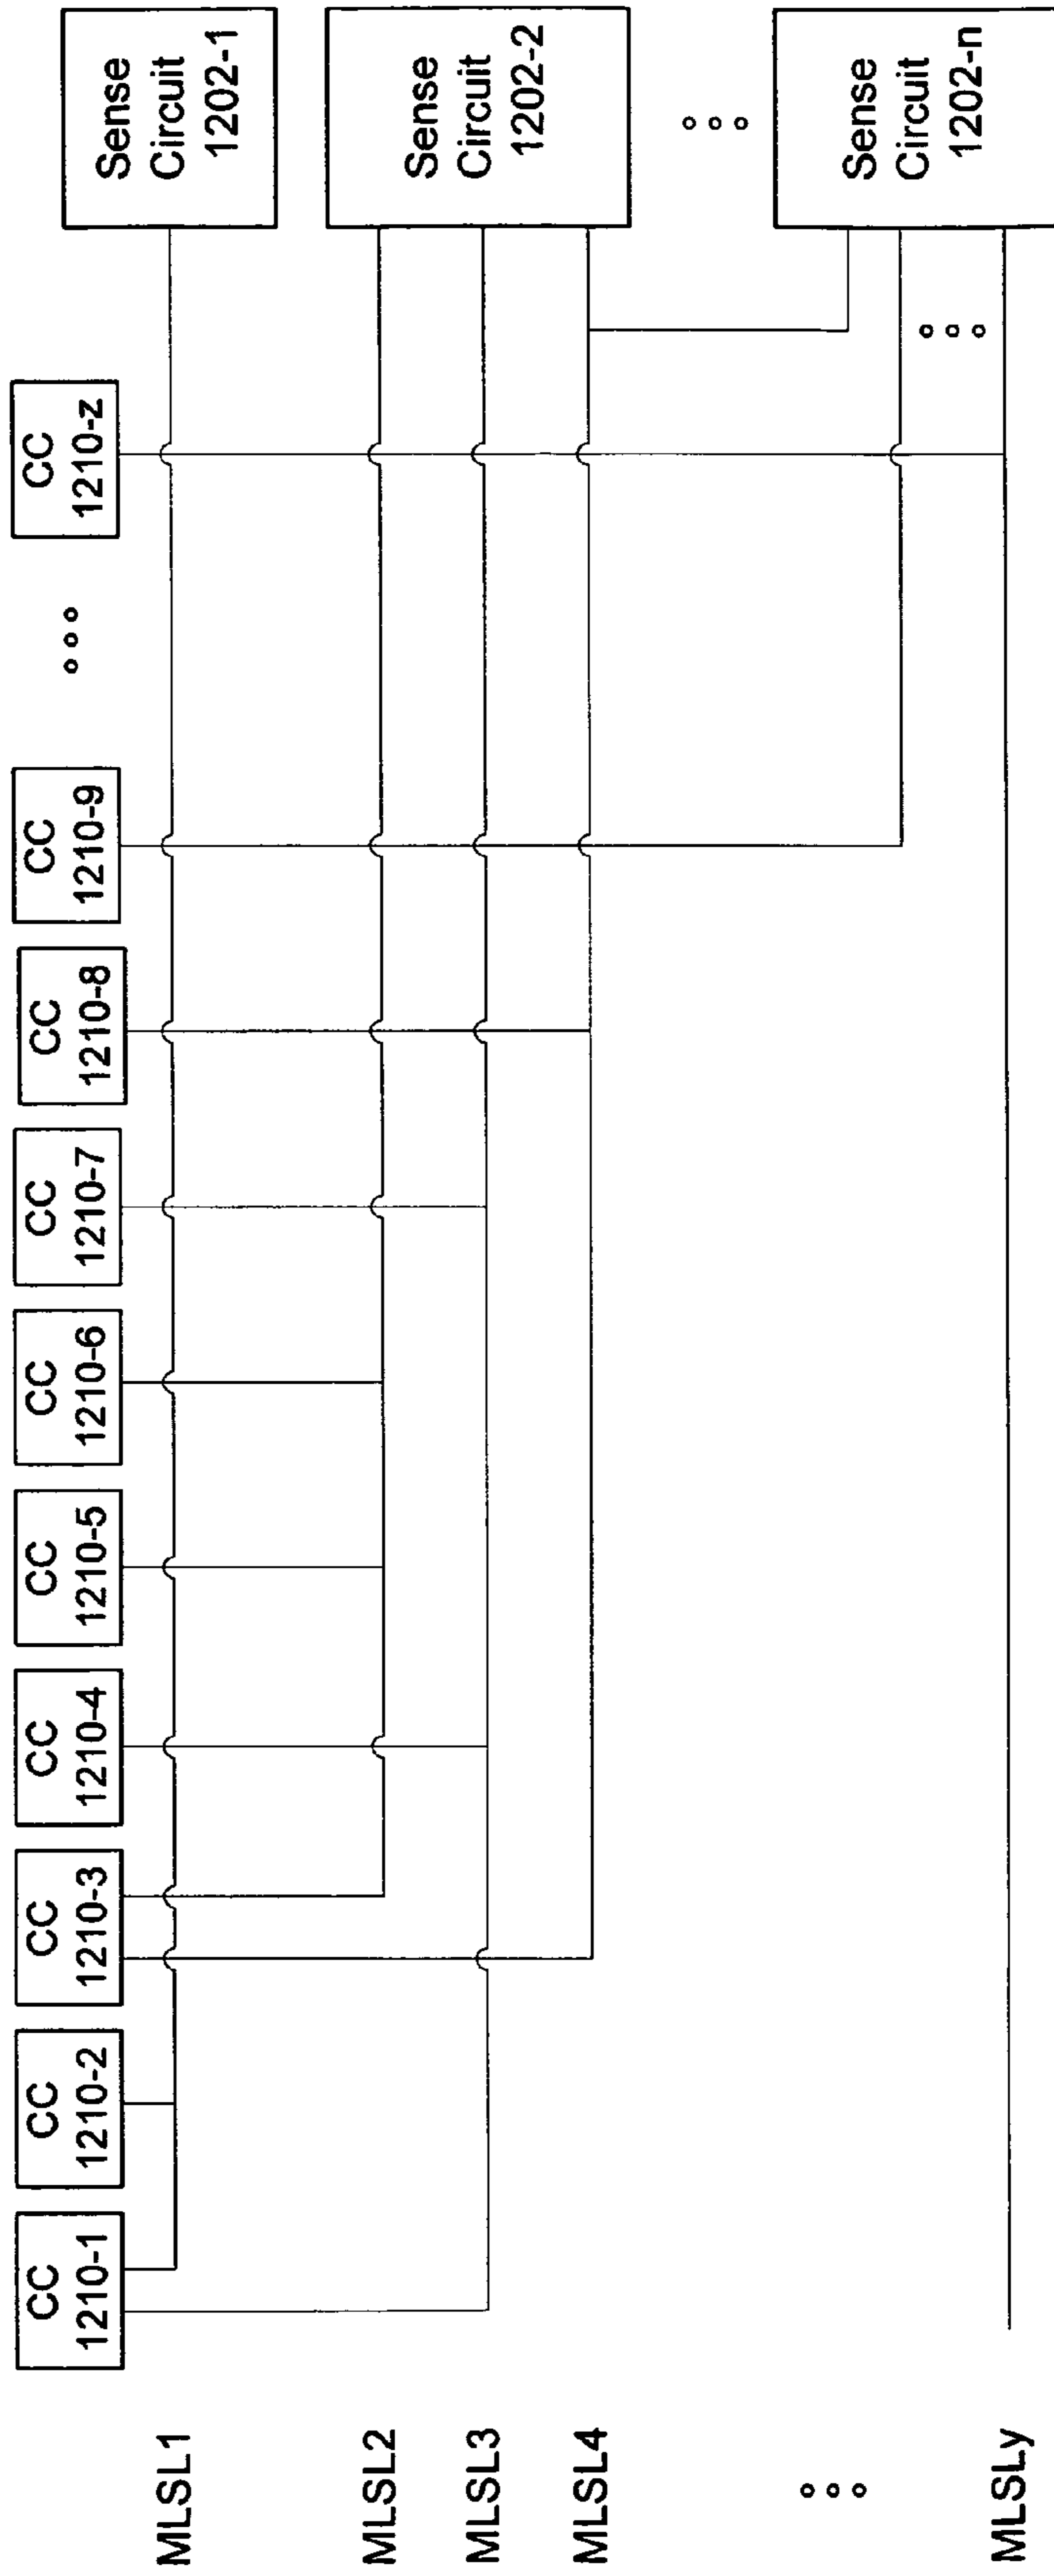 CC
1210-1
CC
1210-2
CC
1210-3
CC
1210-4
CC
1210-5
CC
1210-6
CC
1210-7
CC
1210-8
CC
1210-9
CC
1210-z
Sense
Circuit
1202-1
Sense
Circuit
1202-2
Sense
Circuit
1202-n
MLSL1
MLSL2
MLSL3
MLSL4
MLSLy